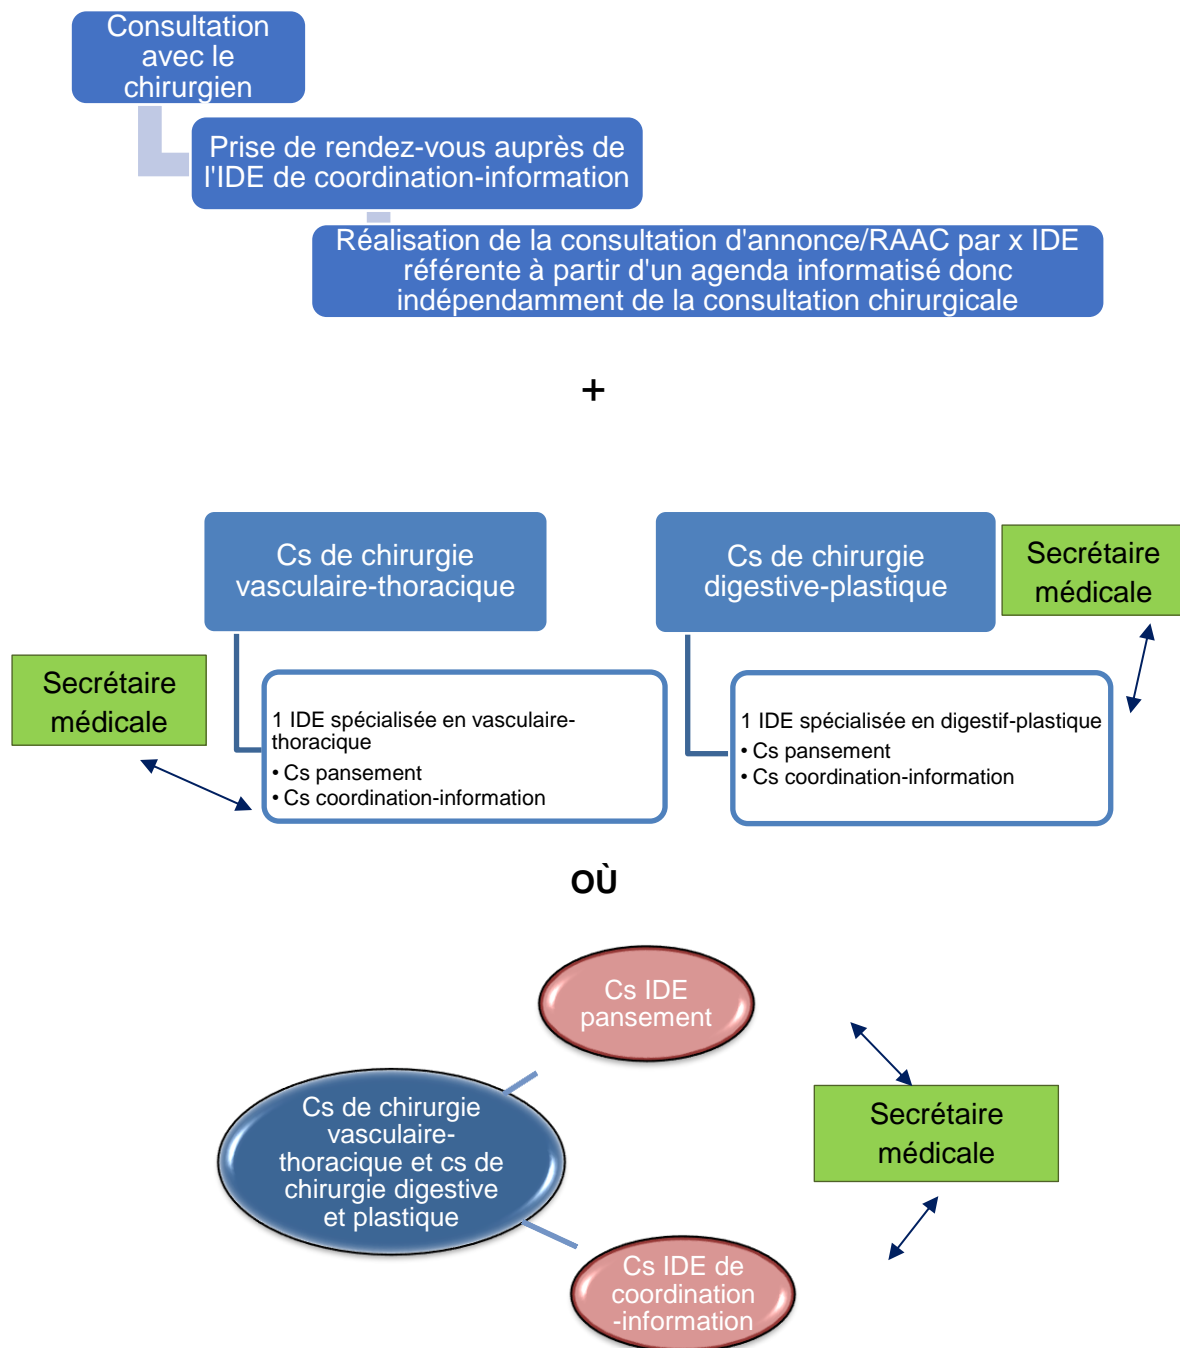 Consultation
avec le
chirurgien
Prise de rendez-vous auprès de
l'IDE de coordination-information
Réalisation de la consultation d'annonce/RAAC par x IDE
référente à partir d'un agenda informatisé donc
indépendamment de la consultation chirurgicale
+
Cs de chirurgie
vasculaire-thoracique
Cs de chirurgie
digestive-plastique
Secrétaire
médicale
Secrétaire
médicale
1 IDE spécialisée en vasculaire-
thoracique
• Cs pansement
• Cs coordination-information
1 IDE spécialisée en digestif-plastique
• Cs pansement
• Cs coordination-information
OÙ
Cs IDE
pansement
Cs de chirurgie
vasculaire-
thoracique et cs de
chirurgie digestive
et plastique
Secrétaire
médicale
Cs IDE de
coordination
-information